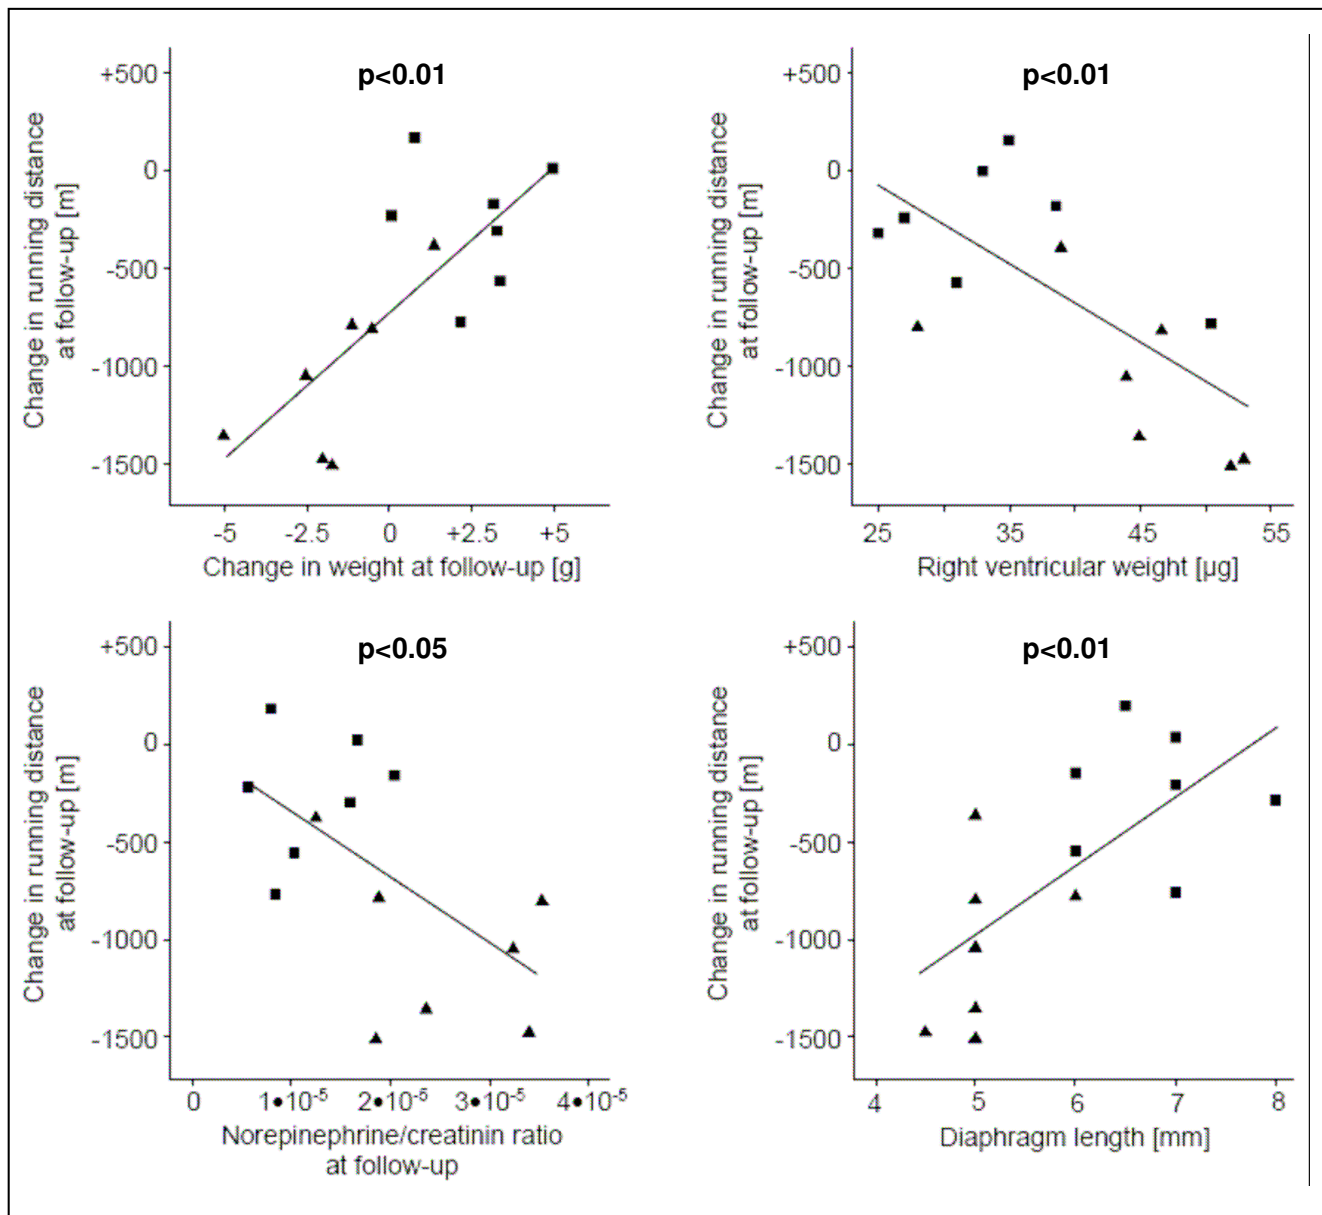 p<0.01
+500
0
-500
-1000
-1500
Change in running distance
at follow-up [m]
-5 -2.5 0 +2.5 +5
Change in weight at follow-up [g]
p<0.01
+500
0
-500
-1000
-1500
Change in running distance
at follow-up [m]
25 35 45 55
Right ventricular weight [µg]
p<0.05
+500
0
-500
-1000
-1500
Change in running distance
at follow-up [m]
0 1•10⁻⁵ 2•10⁻⁵ 3•10⁻⁵ 4•10⁻⁵
Norepinephrine/creatinin ratio
at follow-up
p<0.01
+500
0
-500
-1000
-1500
Change in running distance
at follow-up [m]
4 5 6 7 8
Diaphragm length [mm]